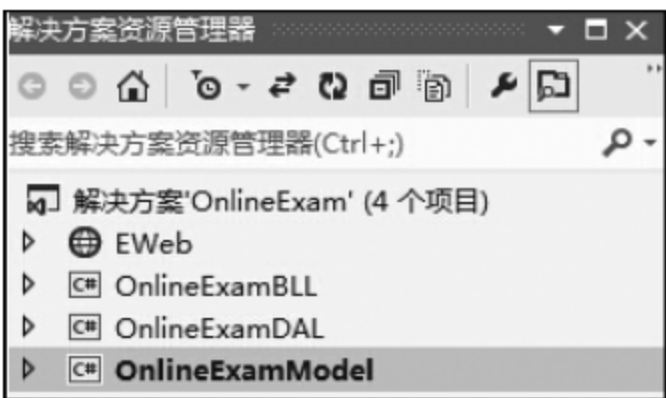 解决方案资源管理器
搜索解决方案资源管理器(Ctrl+;)
解决方案'OnlineExam' (4 个项目)
EWeb
C# OnlineExamBLL
C# OnlineExamDAL
C# OnlineExamModel